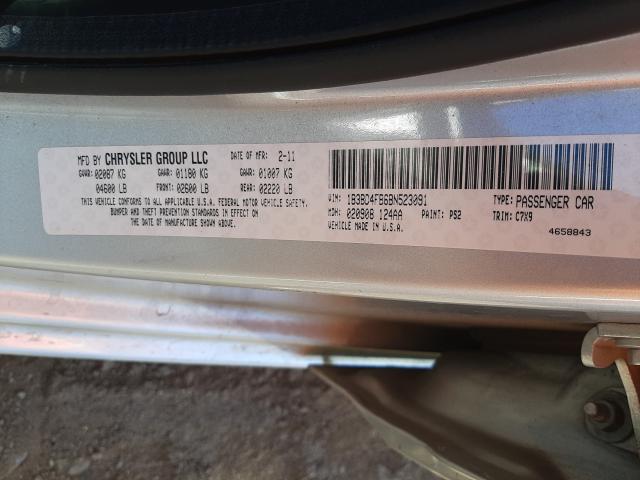 MFD BY CHRYSLER GROUP LLC DATE OF MFR: 2-11
GVWR: 02087 KG GAWR: 01180 KG GAWR: 01007 KG
04600 LB FRONT: 02600 LB REAR: 02220 LB
THIS VEHICLE CONFORMS TO ALL APPLICABLE U.S.A. FEDERAL MOTOR VEHICLE SAFETY,
BUMPER AND THEFT PREVENTION STANDARDS IN EFFECT ON
THE DATE OF MANUFACTURE SHOWN ABOVE.
VIN: 1B3BD4FB6BN523091 TYPE: PASSENGER CAR
MDH: 020908 124AA PAINT: PS2 TRIM: C7X9
VEHICLE MADE IN U.S.A. 4658843